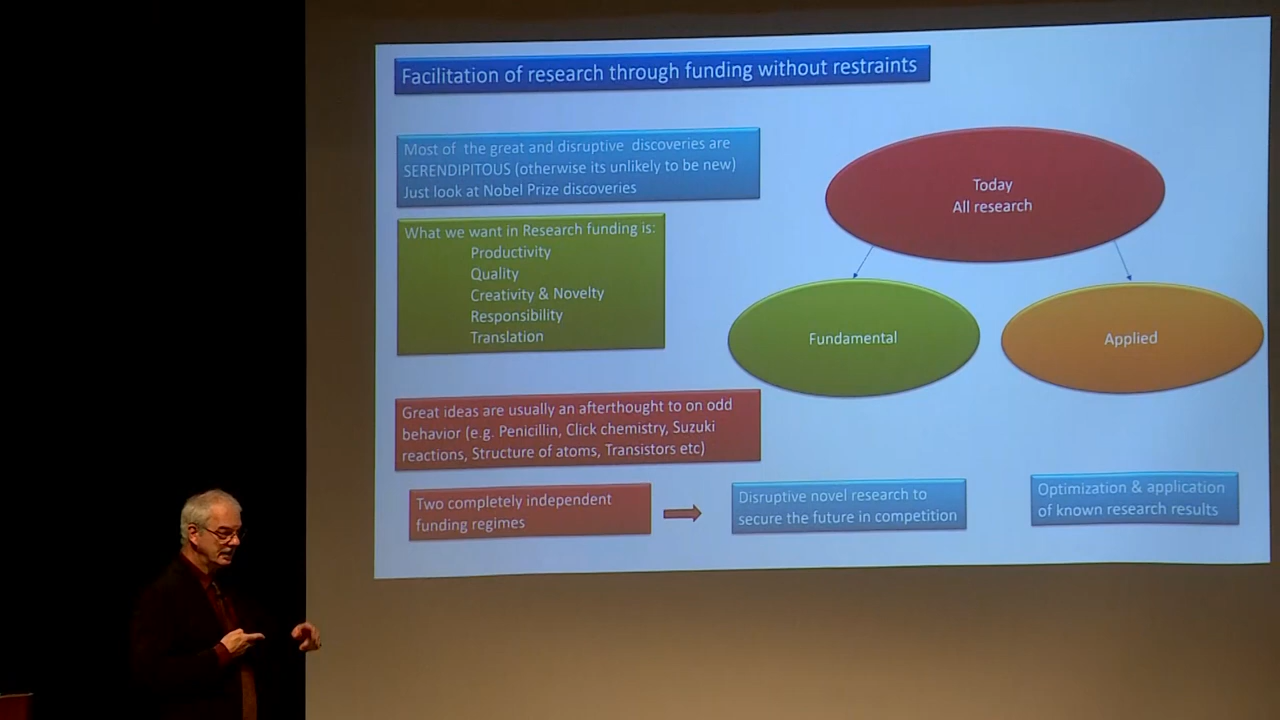 Facilitation of research through funding without restraints
Most of the great and disruptive discoveries are
SERENDIPITOUS (otherwise its unlikely to be new)
Just look at Nobel Prize discoveries
What we want in Research funding is:
Productivity
Quality
Creativity & Novelty
Responsibility
Translation
Great ideas are usually an afterthought to on odd
behavior (e.g. Penicillin, Click chemistry, Suzuki
reactions, Structure of atoms, Transistors etc)
Two completely independent
funding regimes
Today
All research
Fundamental
Applied
Disruptive novel research to
secure the future in competition
Optimization & application
of known research results